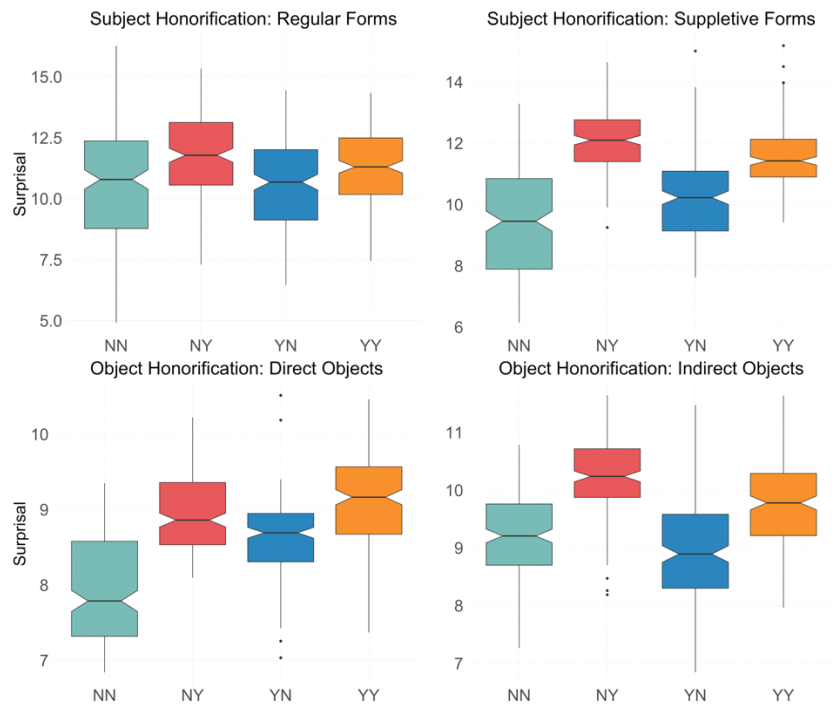 Subject Honorification: Regular Forms
Surprisal
15.0
12.5
10.0
7.5
5.0
NN NY YN YY
Subject Honorification: Suppletive Forms
14
12
10
8
6
NN NY YN YY
Object Honorification: Direct Objects
Surprisal
10
9
8
7
NN NY YN YY
Object Honorification: Indirect Objects
11
10
9
8
7
NN NY YN YY